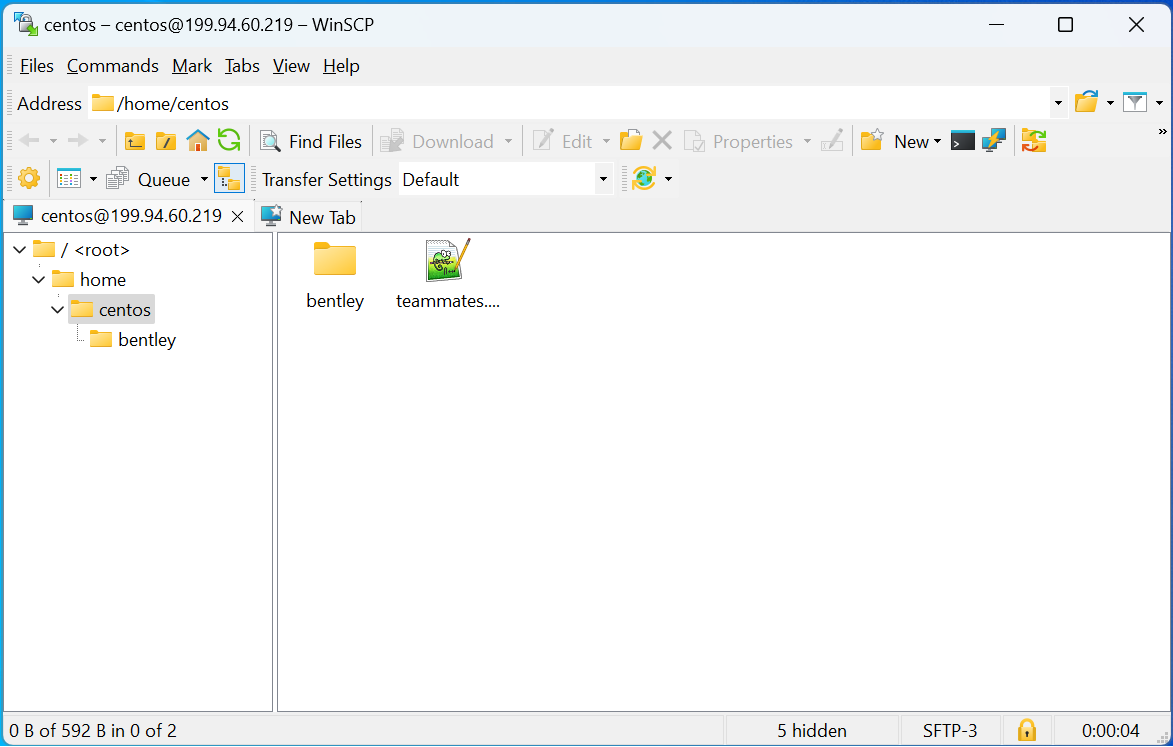 centos – centos@199.94.60.219 – WinSCP
Files Commands Mark Tabs View Help
Address /home/centos
Find Files Download Edit Properties New »
Queue Transfer Settings Default
centos@199.94.60.219 New Tab
/ <root>
home
centos
bentley
bentley teammates....
0 B of 592 B in 0 of 2 5 hidden SFTP-3 0:00:04